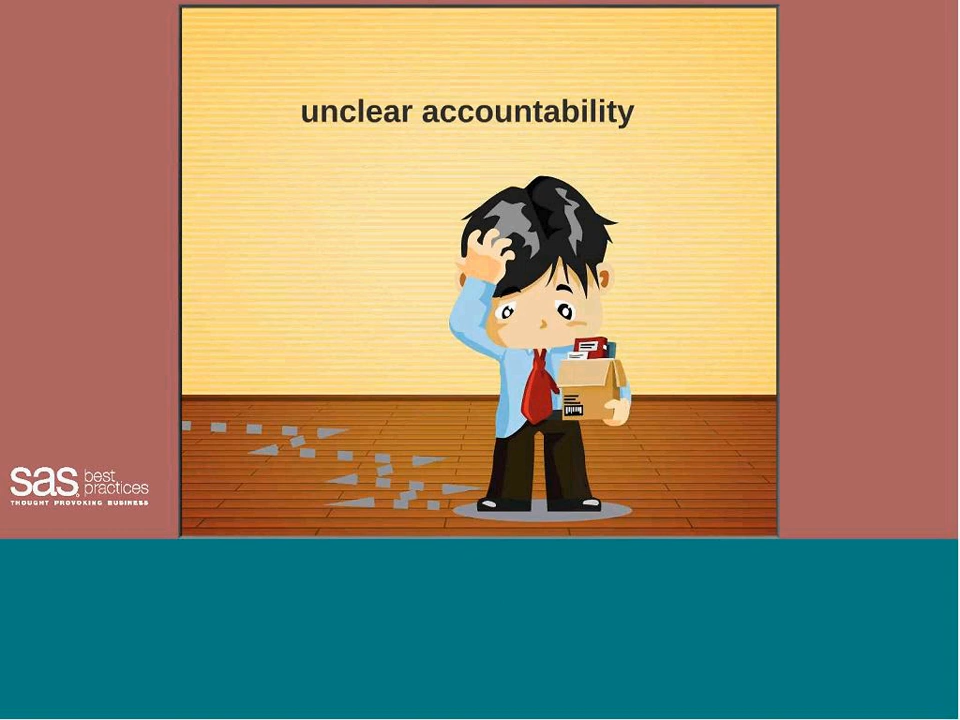 unclear accountability
sas
best
practices
THOUGHT PROVOKING BUSINESS